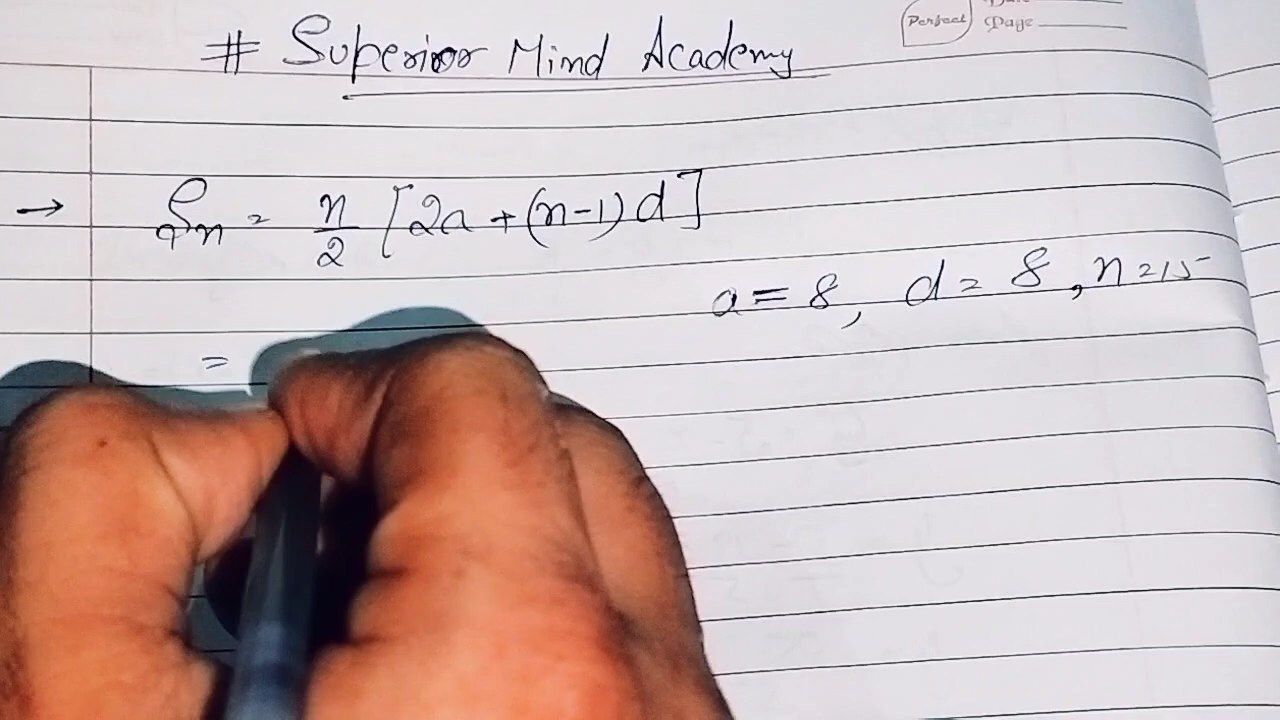 Perfect
Page
# Superior Mind Academy
→ Sn = n/2 [2a + (n-1)d]
a = 8, d = 8, n = 15
=